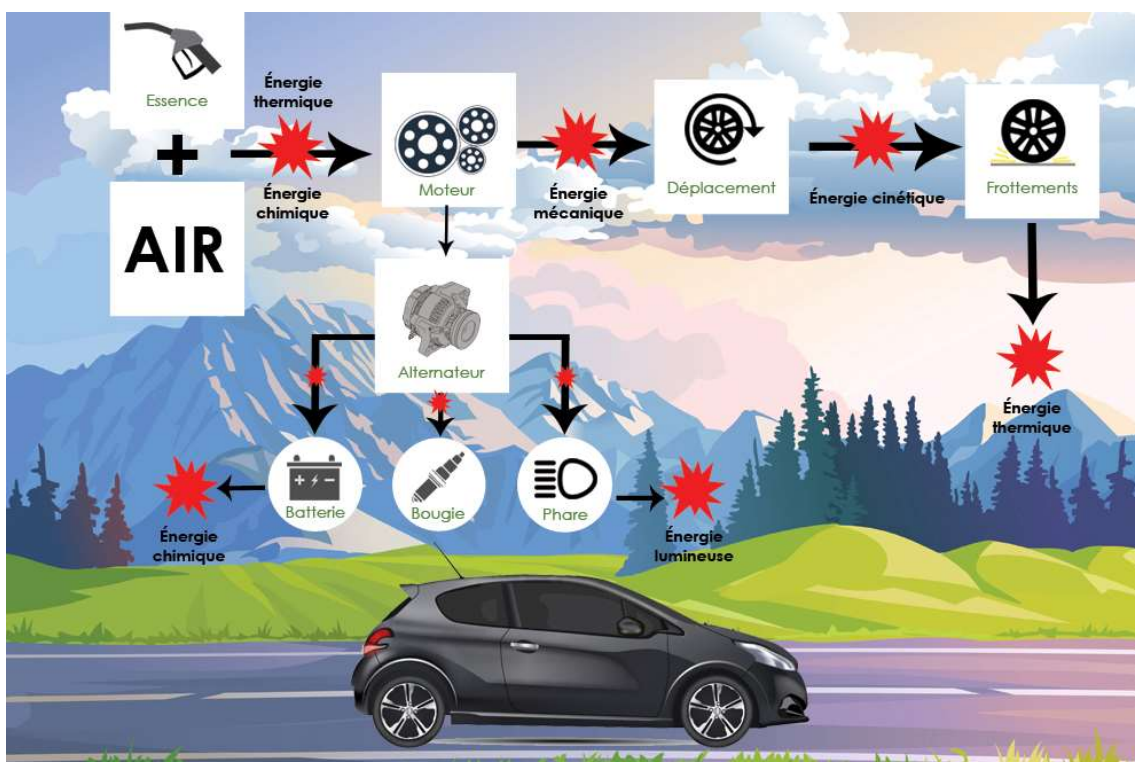 Essence
+
AIR
Énergie
thermique
Énergie
chimique
Moteur
Énergie
mécanique
Déplacement
Énergie cinétique
Frottements
Énergie
thermique
Alternateur
Batterie
Bougie
Phare
Énergie
chimique
Énergie
lumineuse